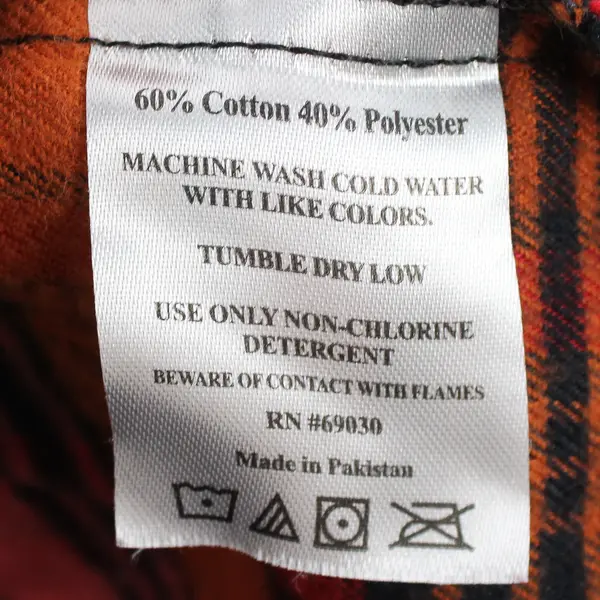 60% Cotton 40% Polyester
MACHINE WASH COLD WATER
WITH LIKE COLORS.
TUMBLE DRY LOW
USE ONLY NON-CHLORINE
DETERGENT
BEWARE OF CONTACT WITH FLAMES
RN #69030
Made in Pakistan